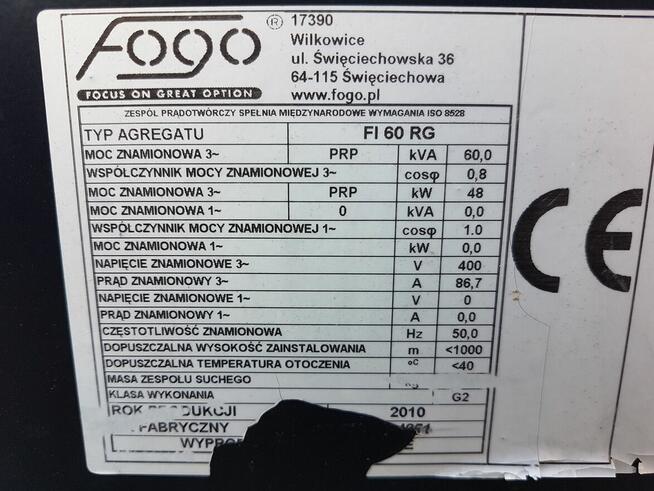 Fogo ® 17390
Wilkowice
ul. Święciechowska 36
64-115 Święciechowa
FOCUS ON GREAT OPTION www.fogo.pl
ZESPÓŁ PRĄDOTWÓRCZY SPEŁNIA MIĘDZYNARODOWE WYMAGANIA ISO 8528
TYP AGREGATU FI 60 RG
MOC ZNAMIONOWA 3~ PRP kVA 60,0
WSPÓŁCZYNNIK MOCY ZNAMIONOWEJ 3~ cosφ 0,8
MOC ZNAMIONOWA 3~ PRP kW 48
MOC ZNAMIONOWA 1~ 0 kVA 0,0
WSPÓŁCZYNNIK MOCY ZNAMIONOWEJ 1~ cosφ 1.0
MOC ZNAMIONOWA 1~ kW 0,0
NAPIĘCIE ZNAMIONOWE 3~ V 400
PRĄD ZNAMIONOWY 3~ A 86,7
NAPIĘCIE ZNAMIONOWE 1~ V 0
PRĄD ZNAMIONOWY 1~ A 0,0
CZĘSTOTLIWOŚĆ ZNAMIONOWA Hz 50,0
DOPUSZCZALNA WYSOKOŚĆ ZAINSTALOWANIA m <1000
DOPUSZCZALNA TEMPERATURA OTOCZENIA °C <40
MASA ZESPOŁU SUCHEGO
KLASA WYKONANIA G2
ROK PRODUKCJI 2010
FABRYCZNY
CE